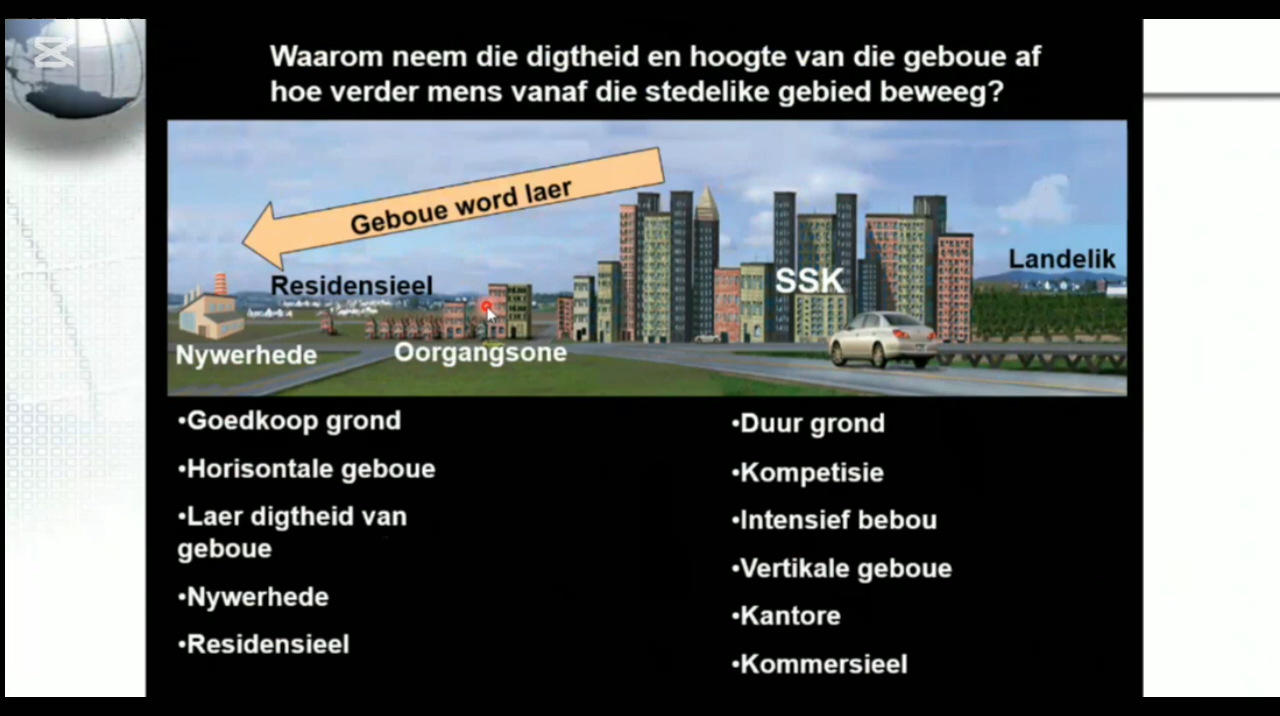 Waarom neem die digtheid en hoogte van die geboue af
hoe verder mens vanaf die stedelike gebied beweeg?
Geboue word laer
Residensieel
SSK
Landelik
Nywerhede
Oorgangsone
•Goedkoop grond
•Horisontale geboue
•Laer digtheid van
geboue
•Nywerhede
•Residensieel
•Duur grond
•Kompetisie
•Intensief bebou
•Vertikale geboue
•Kantore
•Kommersieel